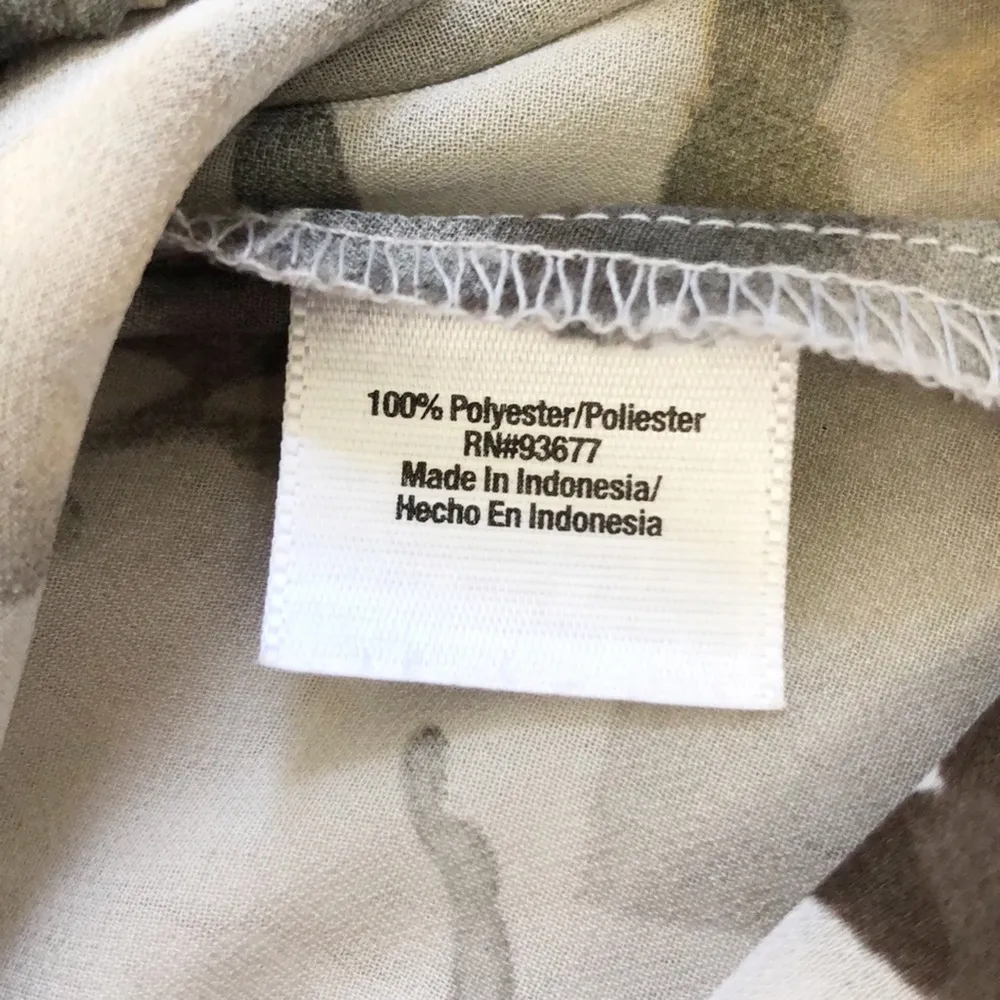 100% Polyester/Poliester
RN#93677
Made In Indonesia/
Hecho En Indonesia